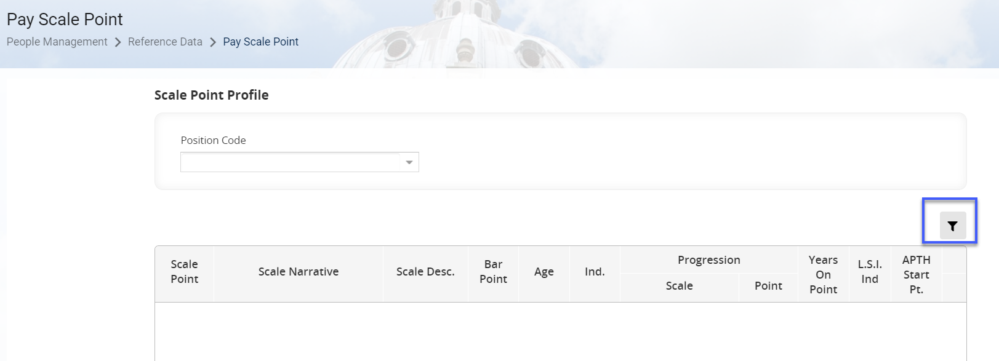 Pay Scale Point
People Management > Reference Data > Pay Scale Point
Scale Point Profile
Position Code
Scale Point
Scale Narrative
Scale Desc.
Bar Point
Age
Ind.
Progression
Scale
Point
Years On Point
L.S.I. Ind
APTH Start Pt.